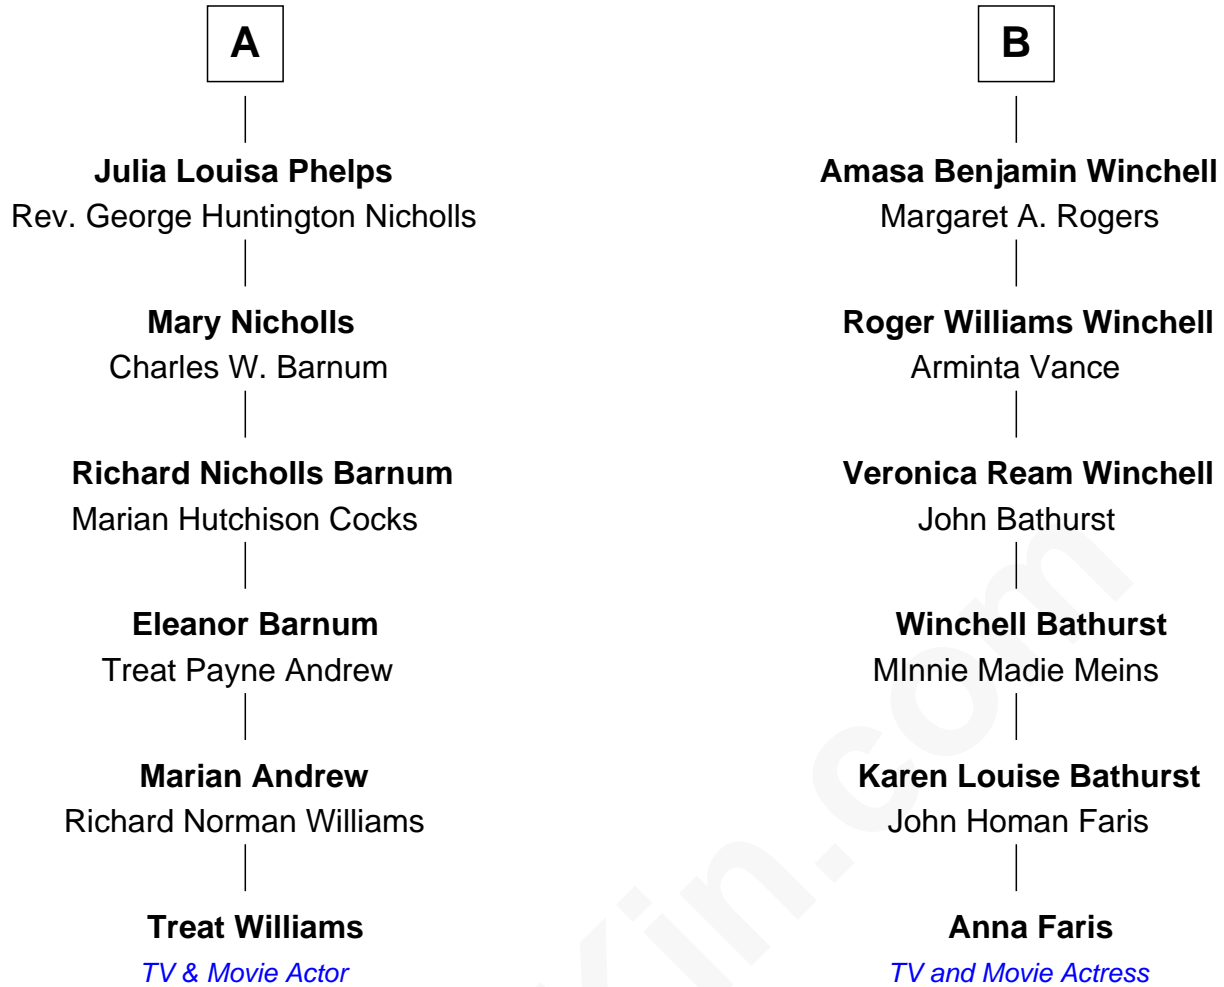 A
Julia Louisa Phelps
Rev. George Huntington Nicholls
Mary Nicholls
Charles W. Barnum
Richard Nicholls Barnum
Marian Hutchison Cocks
Eleanor Barnum
Treat Payne Andrew
Marian Andrew
Richard Norman Williams
Treat Williams
TV & Movie Actor
B
Amasa Benjamin Winchell
Margaret A. Rogers
Roger Williams Winchell
Arminta Vance
Veronica Ream Winchell
John Bathurst
Winchell Bathurst
MInnie Madie Meins
Karen Louise Bathurst
John Homan Faris
Anna Faris
TV and Movie Actress
Kin.com